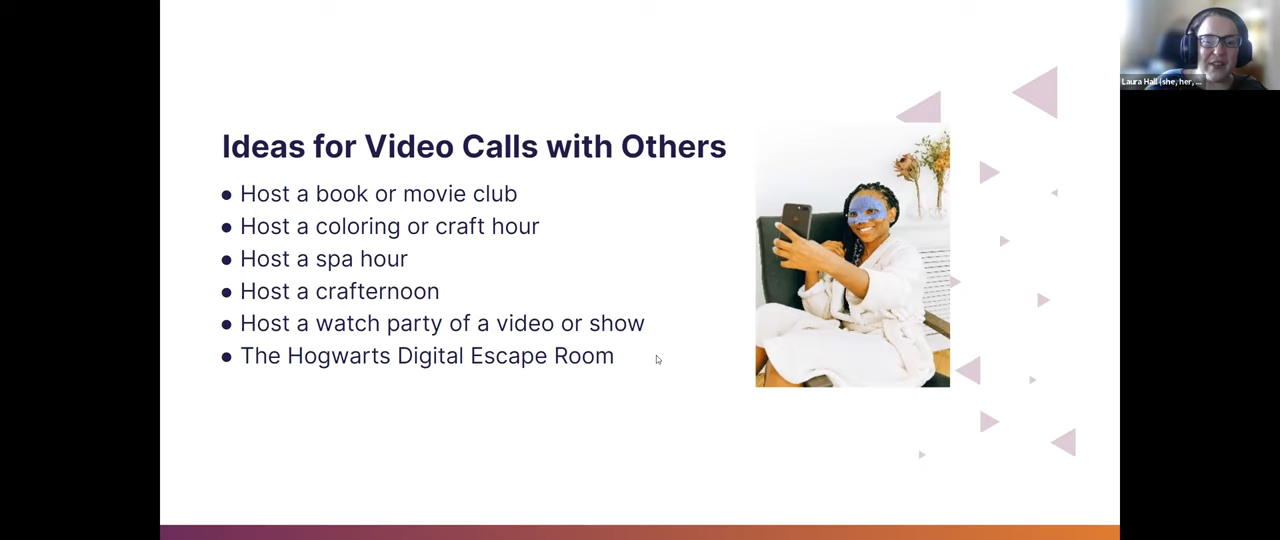 Laura Hall (she, her, ...
Ideas for Video Calls with Others
● Host a book or movie club
● Host a coloring or craft hour
● Host a spa hour
● Host a crafternoon
● Host a watch party of a video or show
● The Hogwarts Digital Escape Room